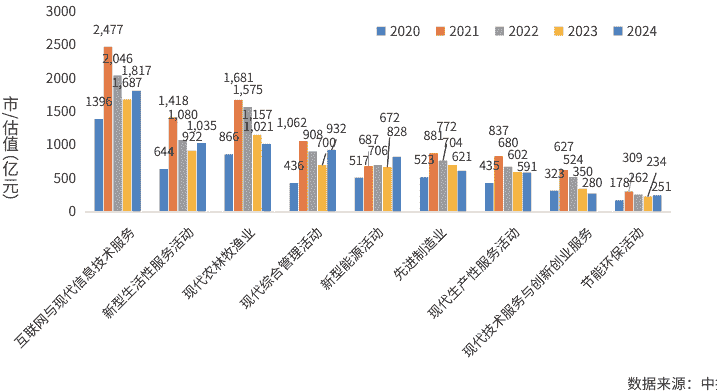 3000
2500
2000
1500
1000
500
0
市/估值(亿元)
2020 2021 2022 2023 2024
1396 2,477 2,046 1,687 1,817
644 1,418 1,080 922 1,035
866 1,681 1,575 1,157 1,021
436 1,062 908 700 932
517 687 706 672 828
523 881 772 704 621
435 837 680 602 591
323 627 524 350 280
178 309 262 234 251
互联网与现代信息技术服务
新型生活性服务活动
现代农林牧渔业
现代综合管理活动
新型能源活动
先进制造业
现代生产性服务活动
现代技术服务与创新创业服务
节能环保活动
数据来源：中